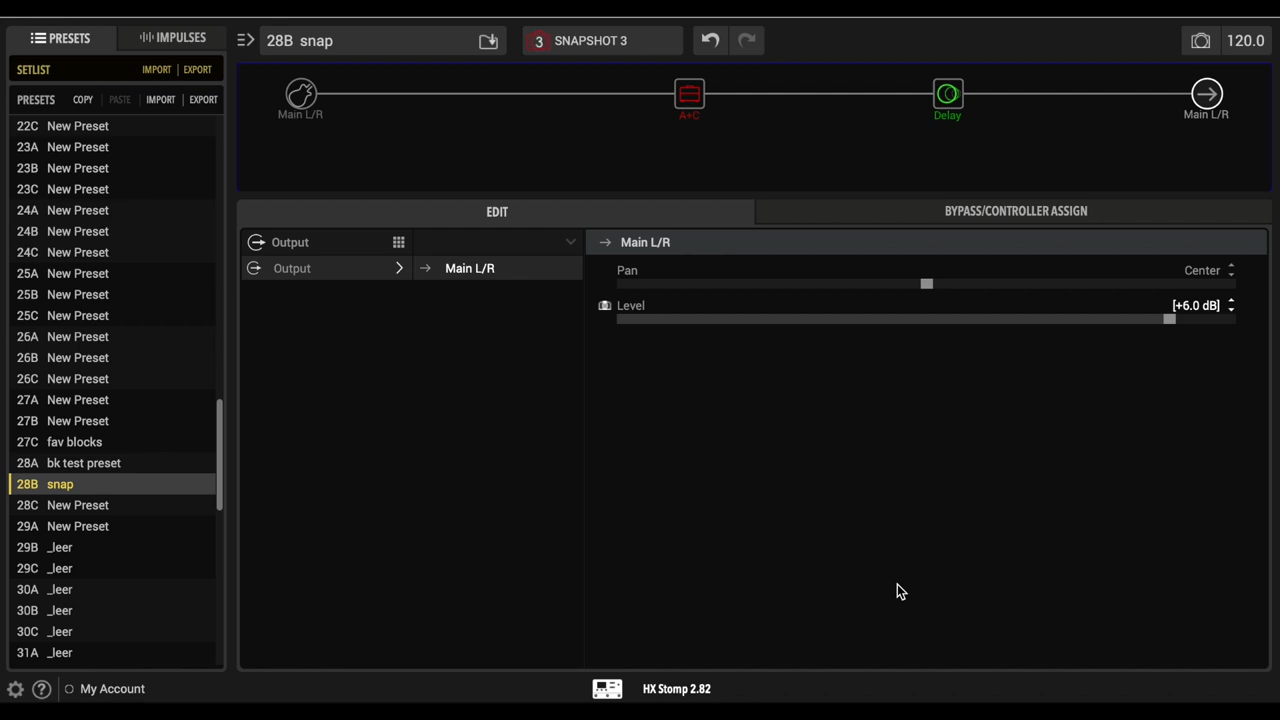 PRESETS
IMPULSES
28B snap
3 SNAPSHOT 3
120.0
SETLIST IMPORT | EXPORT
PRESETS COPY | PASTE | IMPORT | EXPORT
22C New Preset
23A New Preset
23B New Preset
23C New Preset
24A New Preset
24B New Preset
24C New Preset
25A New Preset
25B New Preset
25C New Preset
26A New Preset
26B New Preset
26C New Preset
27A New Preset
27B New Preset
27C fav blocks
28A bk test preset
28B snap
28C New Preset
29A New Preset
29B _leer
29C _leer
30A _leer
30B _leer
30C _leer
31A _leer
Main L/R
A+C
Delay
Main L/R
EDIT
BYPASS/CONTROLLER ASSIGN
Output
Output
Main L/R
Main L/R
Pan Center
Level [+6.0 dB]
? My Account
HX Stomp 2.82